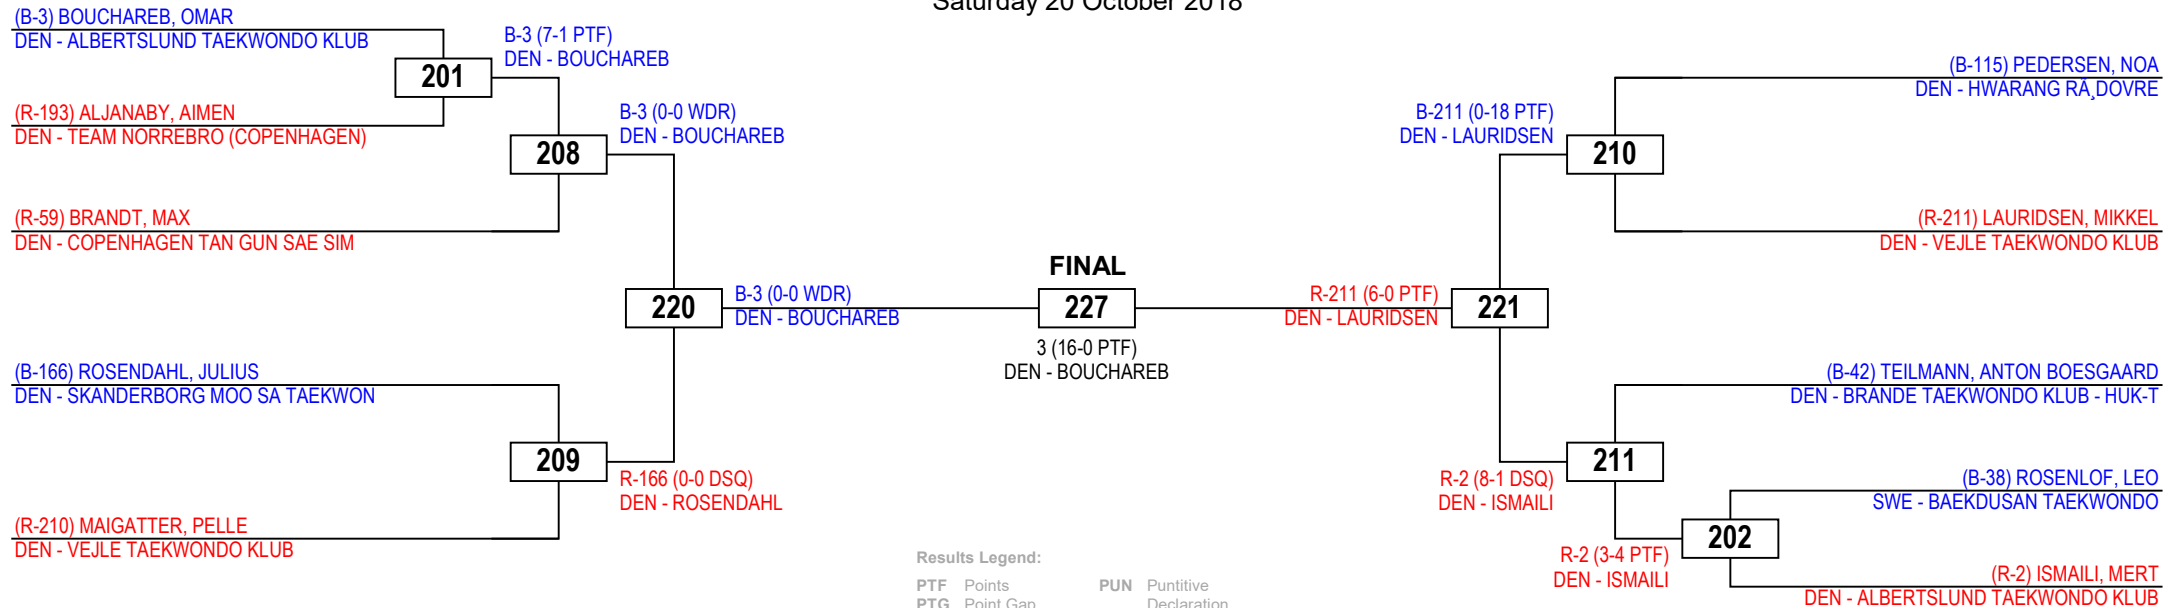 Saturday 20 October 2018
(B-3) BOUCHAREB, OMAR
DEN - ALBERTSLUND TAEKWONDO KLUB
201
B-3 (7-1 PTF)
DEN - BOUCHAREB
(R-193) ALJANABY, AIMEN
DEN - TEAM NORREBRO (COPENHAGEN)
208
B-3 (0-0 WDR)
DEN - BOUCHAREB
(R-59) BRANDT, MAX
DEN - COPENHAGEN TAN GUN SAE SIM
220
B-3 (0-0 WDR)
DEN - BOUCHAREB
(B-166) ROSENDAHL, JULIUS
DEN - SKANDERBORG MOO SA TAEKWON
209
R-166 (0-0 DSQ)
DEN - ROSENDAHL
(R-210) MAIGATTER, PELLE
DEN - VEJLE TAEKWONDO KLUB
FINAL
227
3 (16-0 PTF)
DEN - BOUCHAREB
(B-115) PEDERSEN, NOA
DEN - HWARANG RÃ¸DOVRE
B-211 (0-18 PTF)
DEN - LAURIDSEN
210
(R-211) LAURIDSEN, MIKKEL
DEN - VEJLE TAEKWONDO KLUB
R-211 (6-0 PTF)
DEN - LAURIDSEN
221
(B-42) TEILMANN, ANTON BOESGAARD
DEN - BRANDE TAEKWONDO KLUB - HUK-T
211
R-2 (8-1 DSQ)
DEN - ISMAILI
(B-38) ROSENLOF, LEO
SWE - BAEKDUSAN TAEKWONDO
202
R-2 (3-4 PTF)
DEN - ISMAILI
(R-2) ISMAILI, MERT
DEN - ALBERTSLUND TAEKWONDO KLUB
Results Legend:
PTF Points PUN Puntitive
PTG Point Gap Declaration